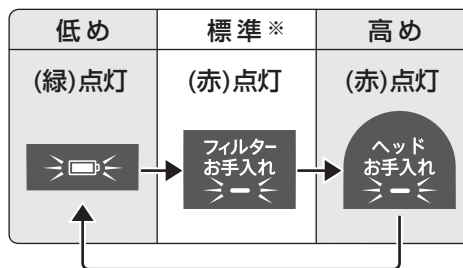 低め
標準※
高め
(緑)点灯
(赤)点灯
(赤)点灯
フィルター
お手入れ
ヘッド
お手入れ